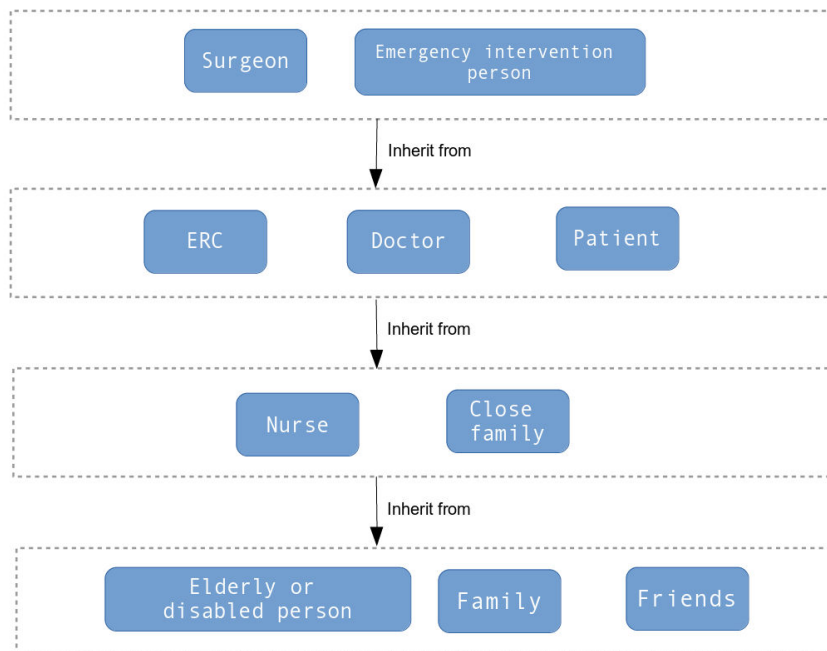 Surgeon
Emergency intervention
person
Inherit from
ERC
Doctor
Patient
Inherit from
Nurse
Close
family
Inherit from
Elderly or
disabled person
Family
Friends